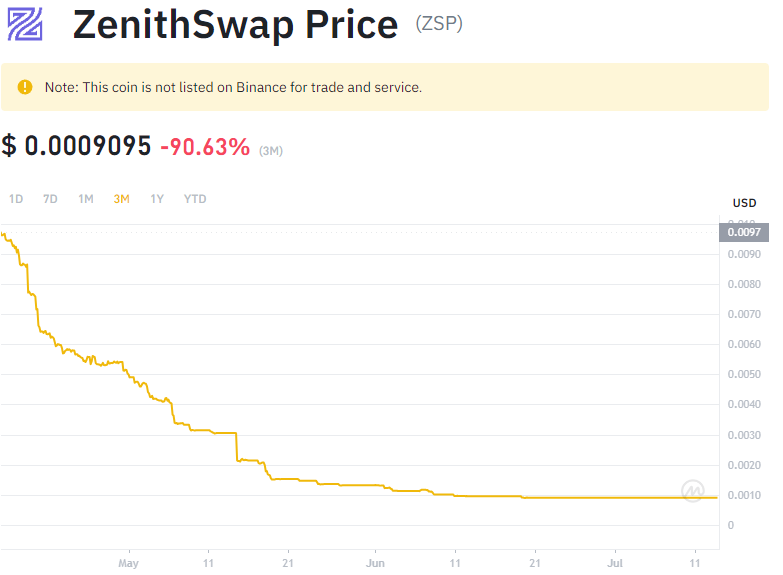 ZenithSwap Price (ZSP)
Note: This coin is not listed on Binance for trade and service.
$ 0.0009095 -90.63% (3M)
1D 7D 1M 3M 1Y YTD
USD
0.0097
0.0090
0.0080
0.0070
0.0060
0.0050
0.0040
0.0030
0.0020
0.0010
0
May 11 21 Jun 11 21 Jul 11